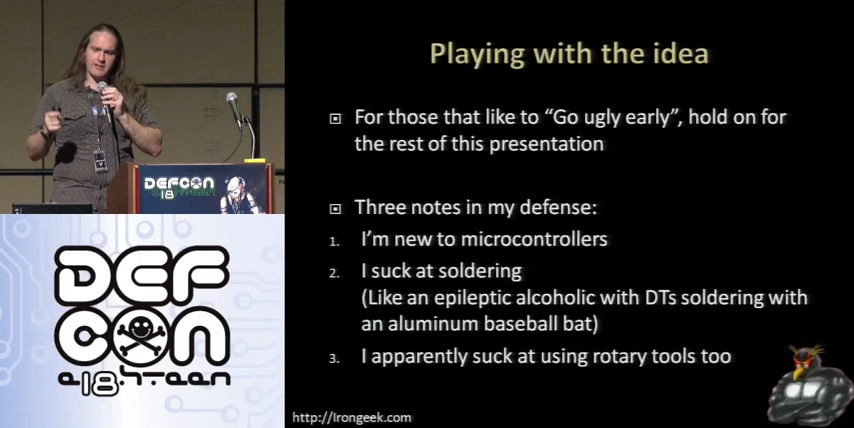 Playing with the idea
For those that like to “Go ugly early”, hold on for
the rest of this presentation
Three notes in my defense:
1. I’m new to microcontrollers
2. I suck at soldering
(Like an epileptic alcoholic with DTs soldering with
an aluminum baseball bat)
3. I apparently suck at using rotary tools too
http://Irongeek.com
DEFCON
18
DEF
CON
e18hteen